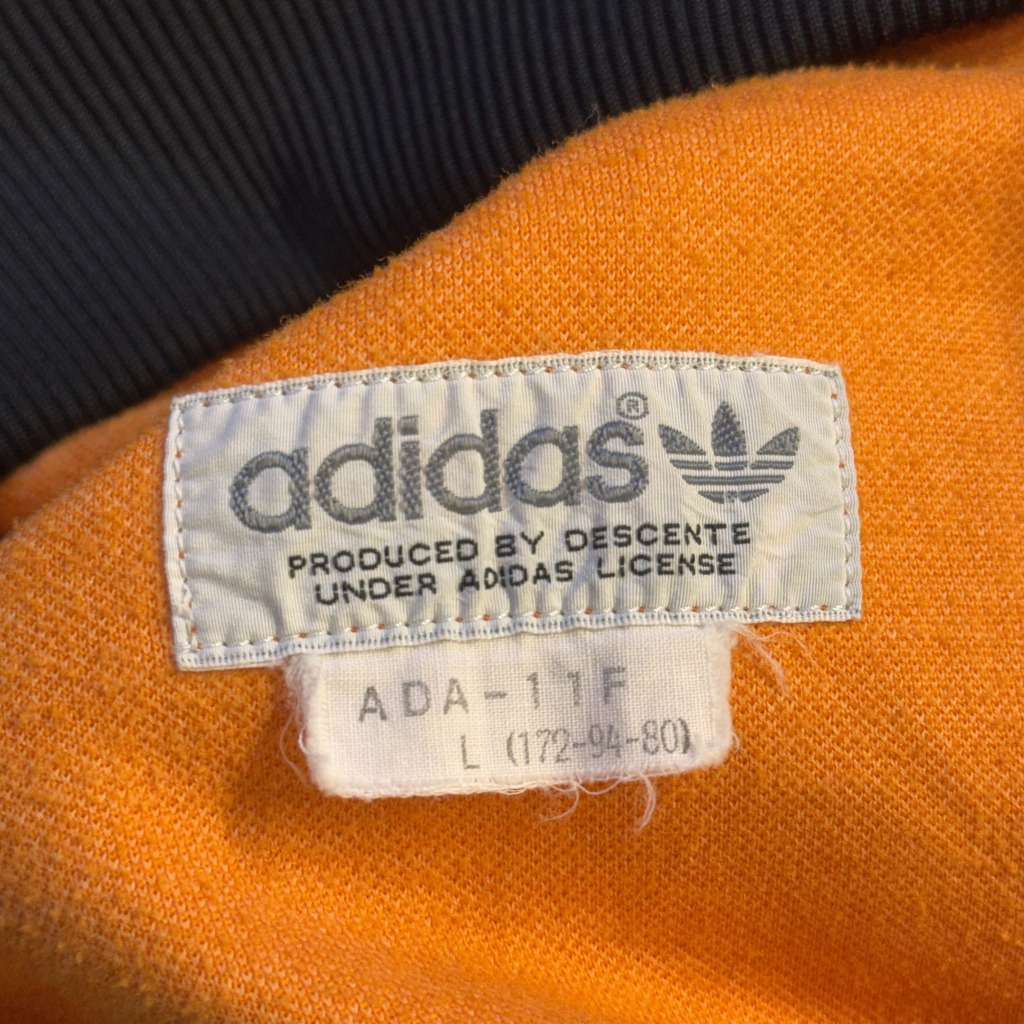 adidas®
PRODUCED BY DESCENTE
UNDER ADIDAS LICENSE
ADA-11F
L (172-94-80)